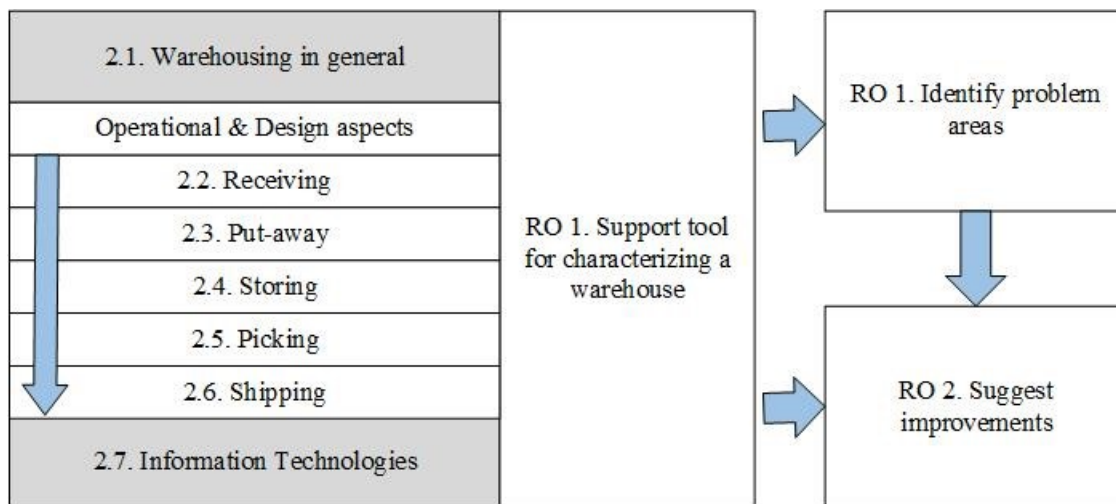 2.1. Warehousing in general
Operational & Design aspects
2.2. Receiving
2.3. Put-away
2.4. Storing
2.5. Picking
2.6. Shipping
2.7. Information Technologies
RO 1. Support tool
for characterizing a
warehouse
RO 1. Identify problem
areas
RO 2. Suggest
improvements